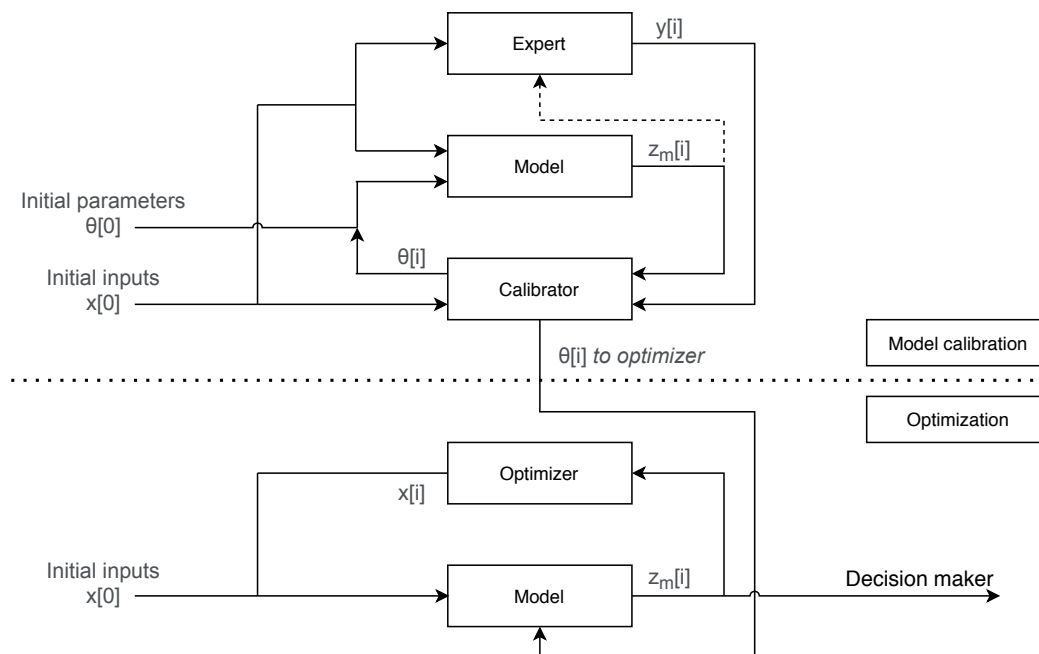 Expert
y[i]
Model
zm[i]
Initial parameters
θ[0]
θ[i]
Initial inputs
x[0]
Calibrator
θ[i] to optimizer
Model calibration
Optimization
Optimizer
x[i]
Initial inputs
x[0]
Model
zm[i]
Decision maker